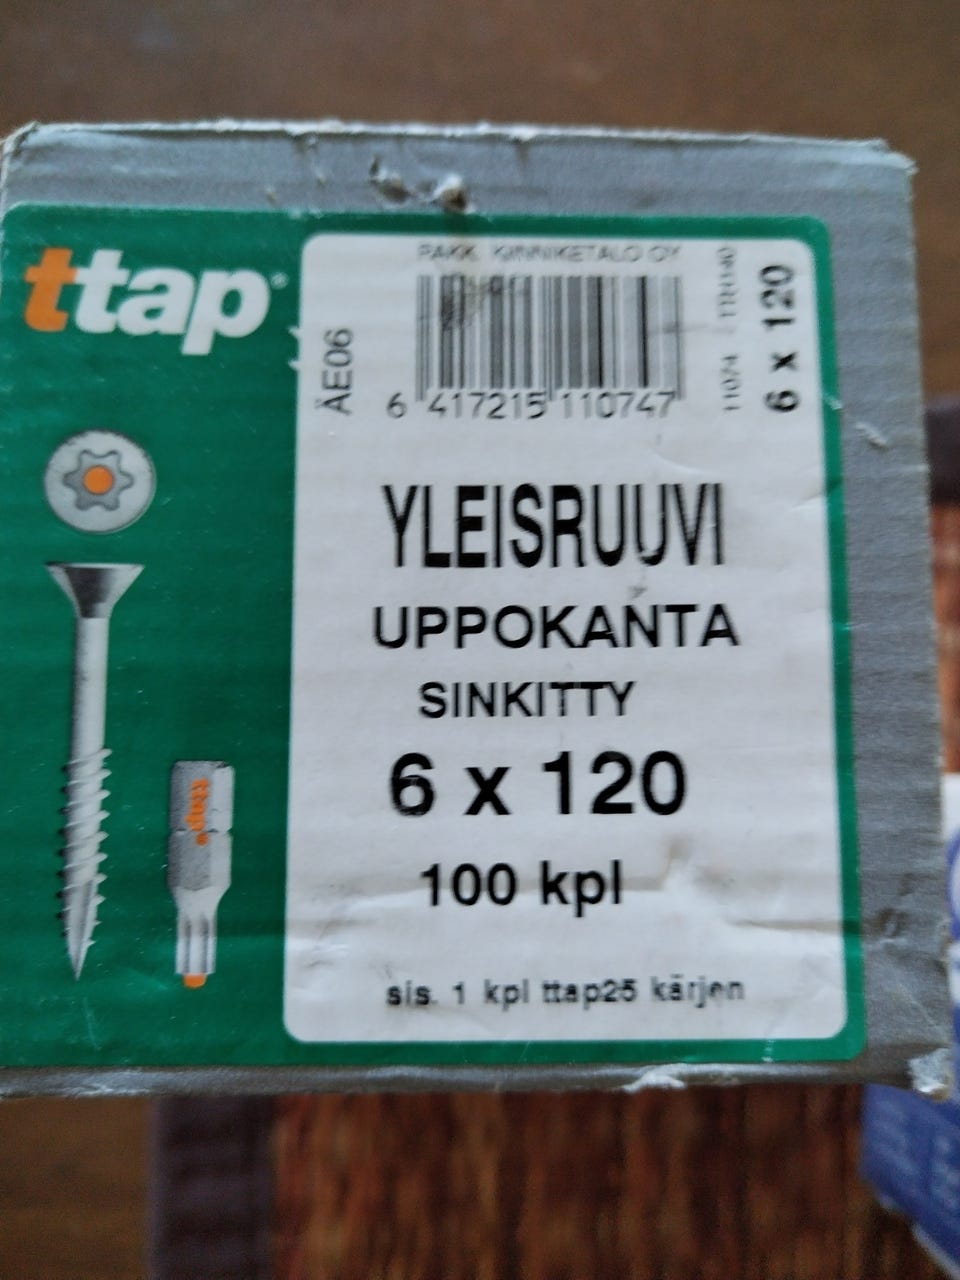 ttap®
PAKK. KIINNIKETALO OY
ÄE06
6 417215 110747
11074
6 x 120
YLEISRUUVI
UPPOKANTA
SINKITTY
6 x 120
100 kpl
sis. 1 kpl ttap25 kärjen
ttap®